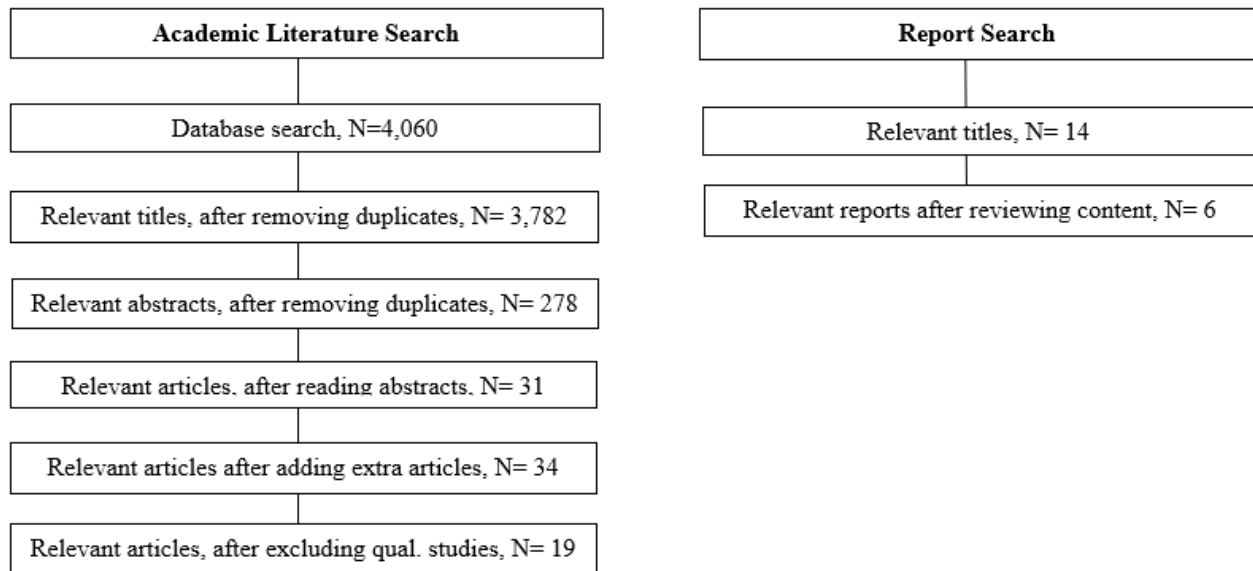 Academic Literature Search
Database search, N=4,060
Relevant titles, after removing duplicates, N= 3,782
Relevant abstracts, after removing duplicates, N= 278
Relevant articles, after reading abstracts, N= 31
Relevant articles after adding extra articles, N= 34
Relevant articles, after excluding qual. studies, N= 19
Report Search
Relevant titles, N= 14
Relevant reports after reviewing content, N= 6